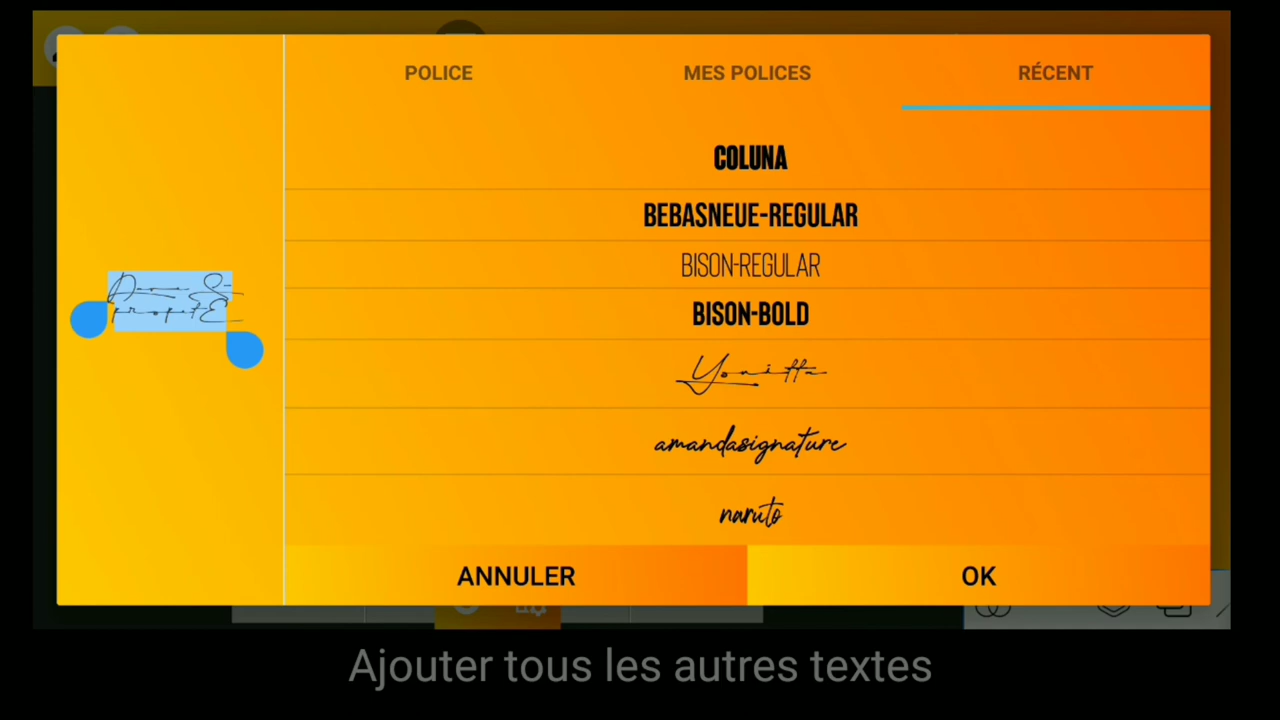 POLICE
MES POLICES
RÉCENT
COLUNA
BEBASNEUE-REGULAR
BISON-REGULAR
BISON-BOLD
Yonitta
amandasignature
naruto
ANNULER
OK
Ajouter tous les autres textes